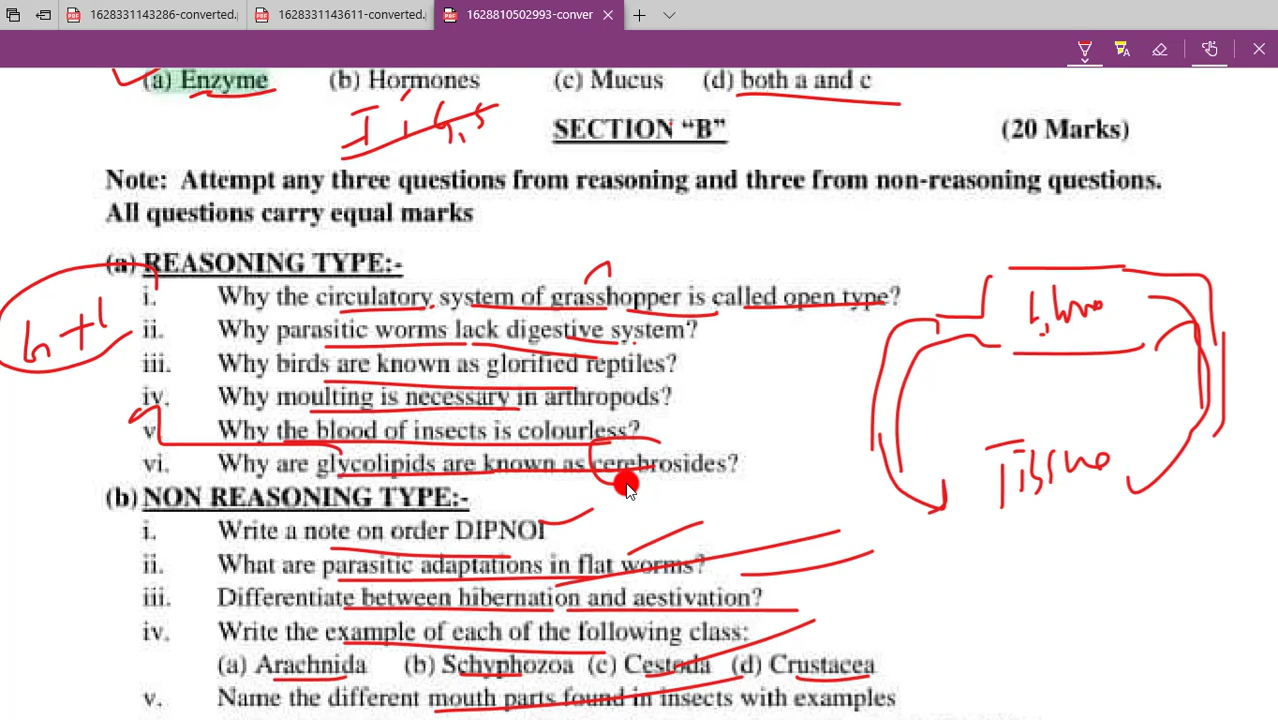 1628331143286-converted.
1628331143611-converted.
1628810502993-conver
(a) Enzyme (b) Hormones (c) Mucus (d) both a and c
SECTION “B” (20 Marks)
Note: Attempt any three questions from reasoning and three from non-reasoning questions.
All questions carry equal marks
(a) REASONING TYPE:-
i. Why the circulatory system of grasshopper is called open type?
ii. Why parasitic worms lack digestive system?
iii. Why birds are known as glorified reptiles?
iv. Why moulting is necessary in arthropods?
v. Why the blood of insects is colourless?
vi. Why are glycolipids are known as cerebrosides?
Tissue
(b) NON REASONING TYPE:-
i. Write a note on order DIPNOI
ii. What are parasitic adaptations in flat worms?
iii. Differentiate between hibernation and aestivation?
iv. Write the example of each of the following class:
(a) Arachnida (b) Schyphozoa (c) Cestoda (d) Crustacea
v. Name the different mouth parts found in insects with examples